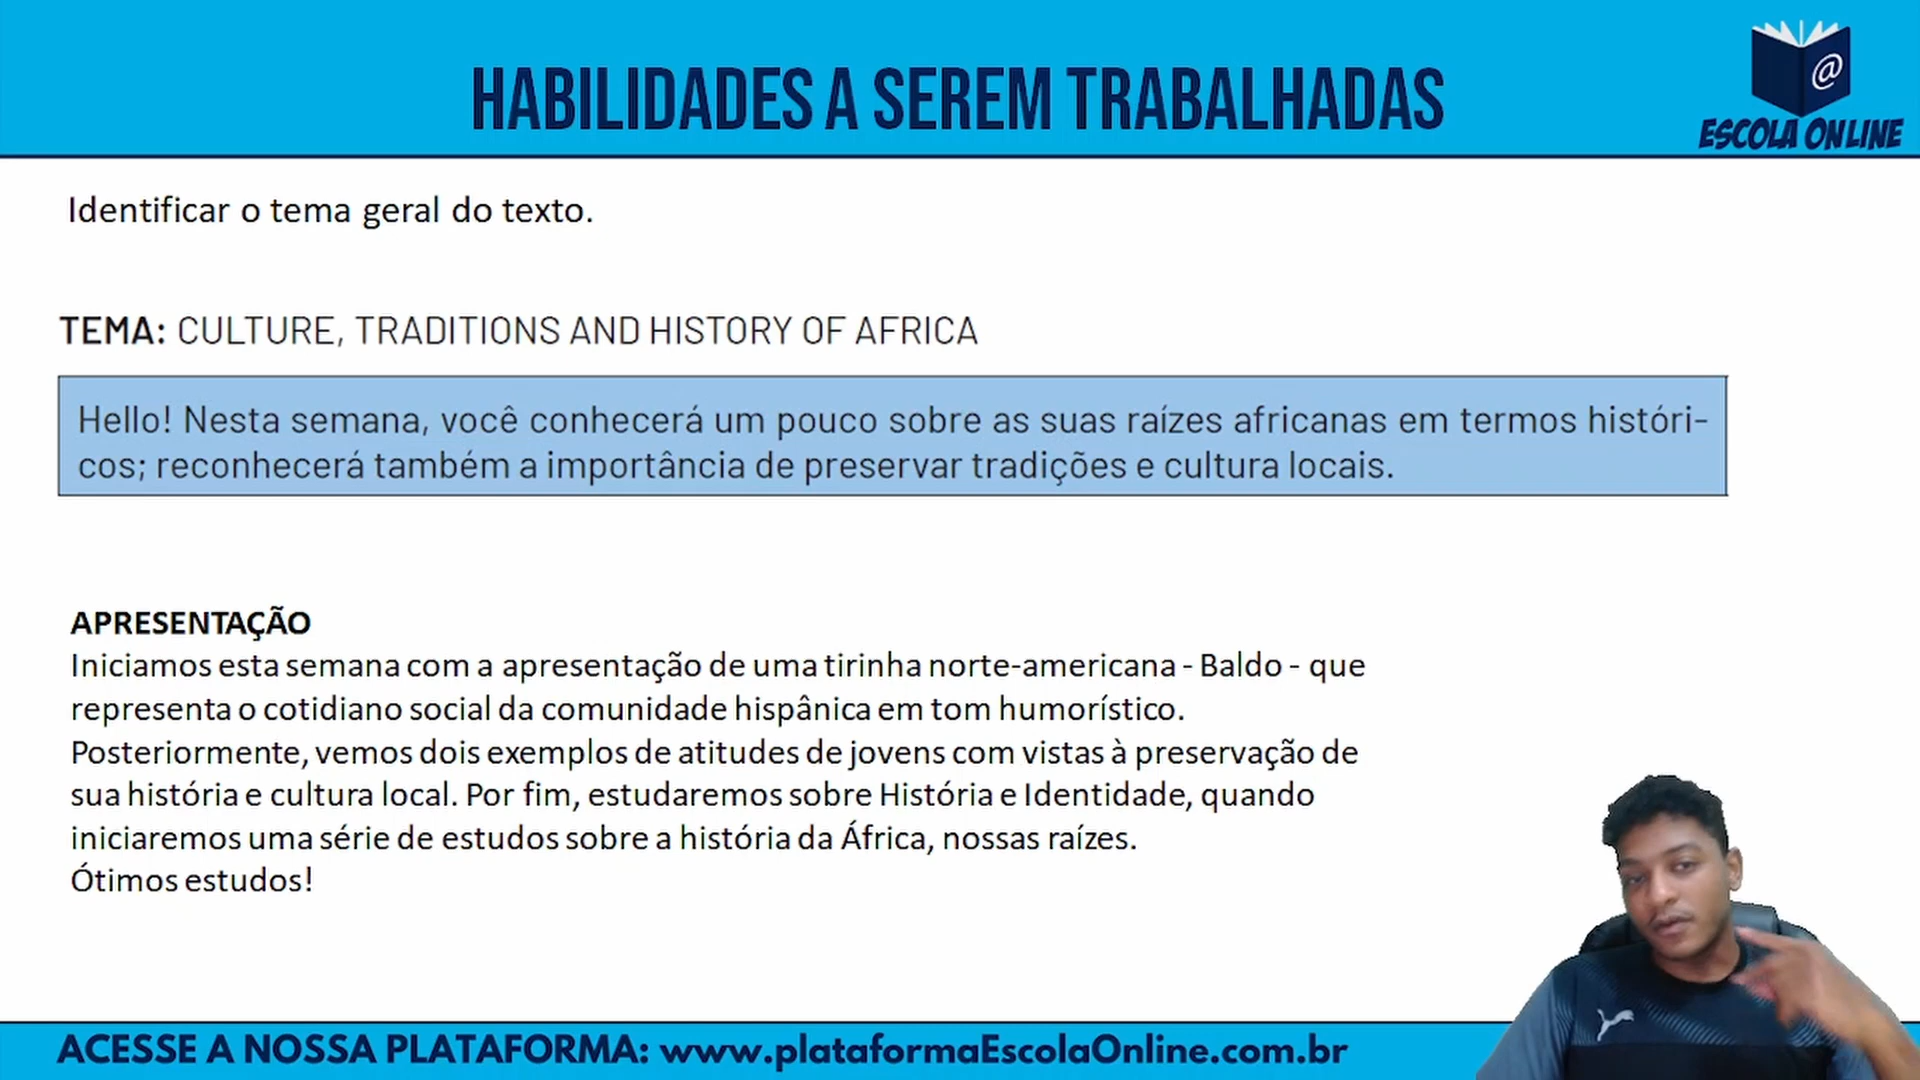 HABILIDADES A SEREM TRABALHADAS
@
ESCOLA ONLINE
Identificar o tema geral do texto.
TEMA: CULTURE, TRADITIONS AND HISTORY OF AFRICA
Hello! Nesta semana, você conhecerá um pouco sobre as suas raízes africanas em termos históri-
cos; reconhecerá também a importância de preservar tradições e cultura locais.
APRESENTAÇÃO
Iniciamos esta semana com a apresentação de uma tirinha norte-americana - Baldo - que
representa o cotidiano social da comunidade hispânica em tom humorístico.
Posteriormente, vemos dois exemplos de atitudes de jovens com vistas à preservação de
sua história e cultura local. Por fim, estudaremos sobre História e Identidade, quando
iniciaremos uma série de estudos sobre a história da África, nossas raízes.
Ótimos estudos!
ACESSE A NOSSA PLATAFORMA: www.plataformaEscolaOnline.com.br